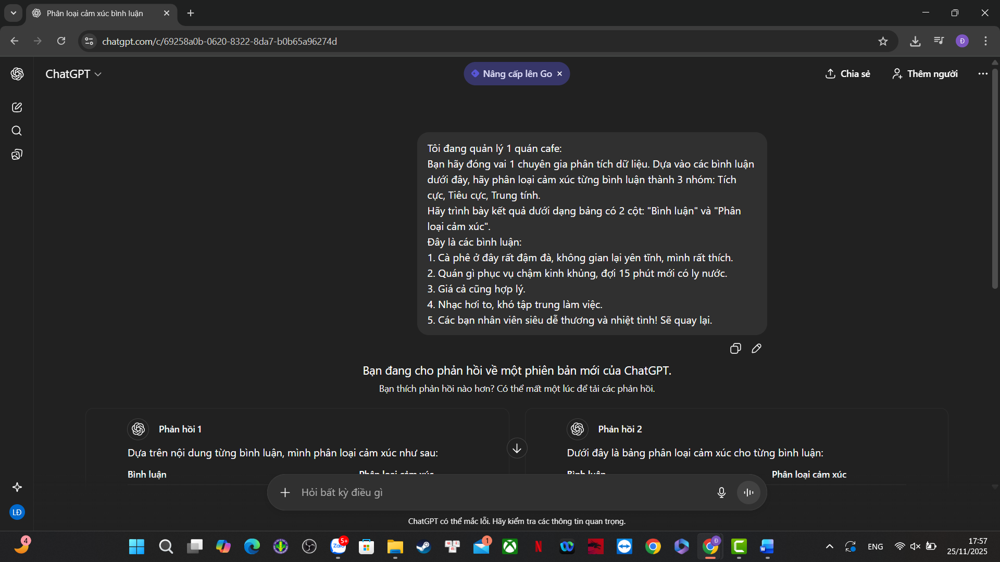 Phân loại cảm xúc bình luận
chatgpt.com/c/69258a0b-0620-8322-8da7-b0b65a96274d
Đ
ChatGPT
Nâng cấp lên Go
Chia sẻ
Thêm người
Tôi đang quản lý 1 quán cafe:
Bạn hãy đóng vai 1 chuyên gia phân tích dữ liệu. Dựa vào các bình luận
dưới đây, hãy phân loại cảm xúc từng bình luận thành 3 nhóm: Tích
cực, Tiêu cực, Trung tính.
Hãy trình bày kết quả dưới dạng bảng có 2 cột: "Bình luận" và "Phân
loại cảm xúc".
Đây là các bình luận:
1. Cà phê ở đây rất đậm đà, không gian lại yên tĩnh, mình rất thích.
2. Quán gì phục vụ chậm kinh khủng, đợi 15 phút mới có ly nước.
3. Giá cả cũng hợp lý.
4. Nhạc hơi to, khó tập trung làm việc.
5. Các bạn nhân viên siêu dễ thương và nhiệt tình! Sẽ quay lại.
Bạn đang cho phản hồi về một phiên bản mới của ChatGPT.
Bạn thích phản hồi nào hơn? Có thể mất một lúc để tải các phản hồi.
Phản hồi 1
Dựa trên nội dung từng bình luận, mình phân loại cảm xúc như sau:
Bình luận
Phân loại cảm xúc
Phản hồi 2
Dưới đây là bảng phân loại cảm xúc cho từng bình luận:
Bình luận
Phân loại cảm xúc
Hỏi bất kỳ điều gì
LĐ
ChatGPT có thể mắc lỗi. Hãy kiểm tra các thông tin quan trọng.
4
Zalo
5+
1
N
C
Đ
W
ENG
17:57
25/11/2025